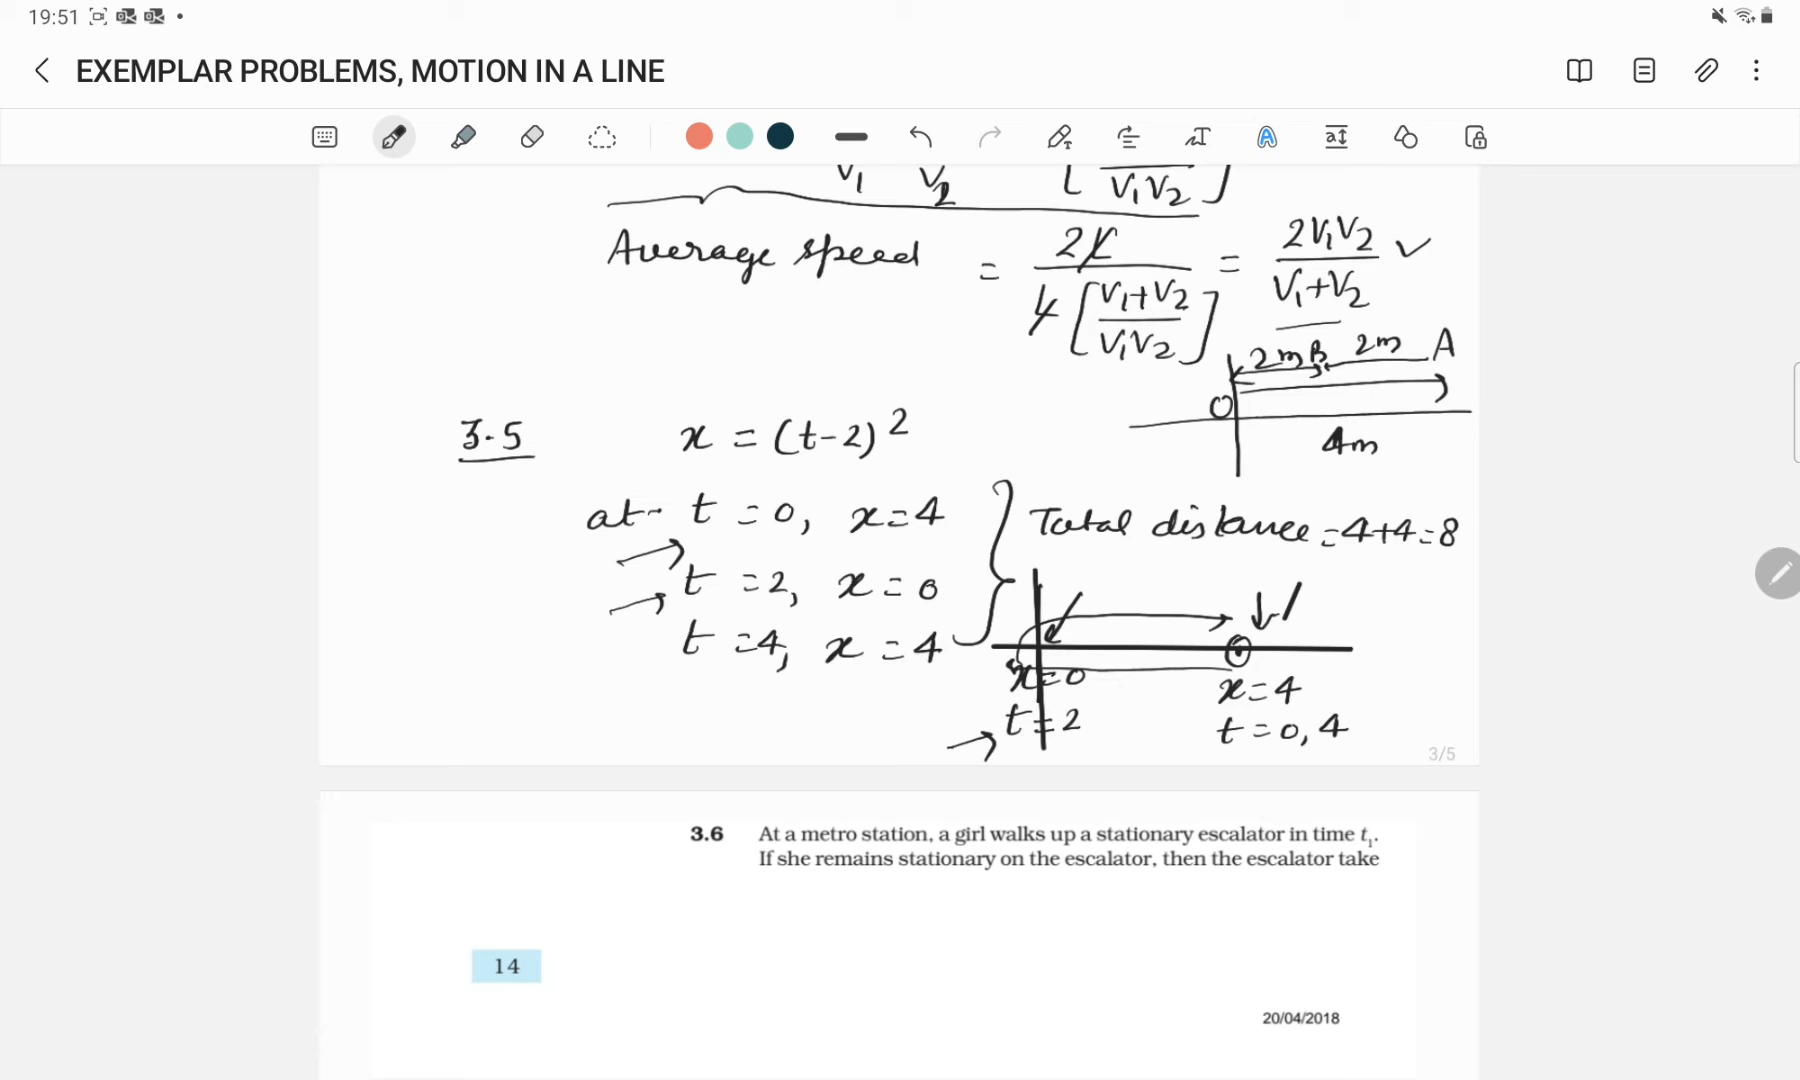 19:51
EXEMPLAR PROBLEMS, MOTION IN A LINE
V₁ V₂ [ V₁V₂ ]
Average speed = 2x / x [ V₁+V₂ / V₁V₂ ] = 2V₁V₂ / V₁+V₂
2m B 2m A
O
4m
3.5 x = (t-2)²
at t = 0, x = 4
Total distance = 4+4 = 8
t = 2, x = 0
t = 4, x = 4
x = 0 x = 4
t = 2 t = 0, 4
3/5
3.6 At a metro station, a girl walks up a stationary escalator in time t₁.
If she remains stationary on the escalator, then the escalator take
14
20/04/2018